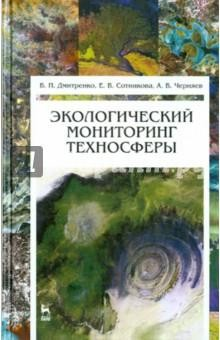 В. П. Дмитренко, Е. В. Сотникова, А. В. Черняев
ЭКОЛОГИЧЕСКИЙ
МОНИТОРИНГ
ТЕХНОСФЕРЫ